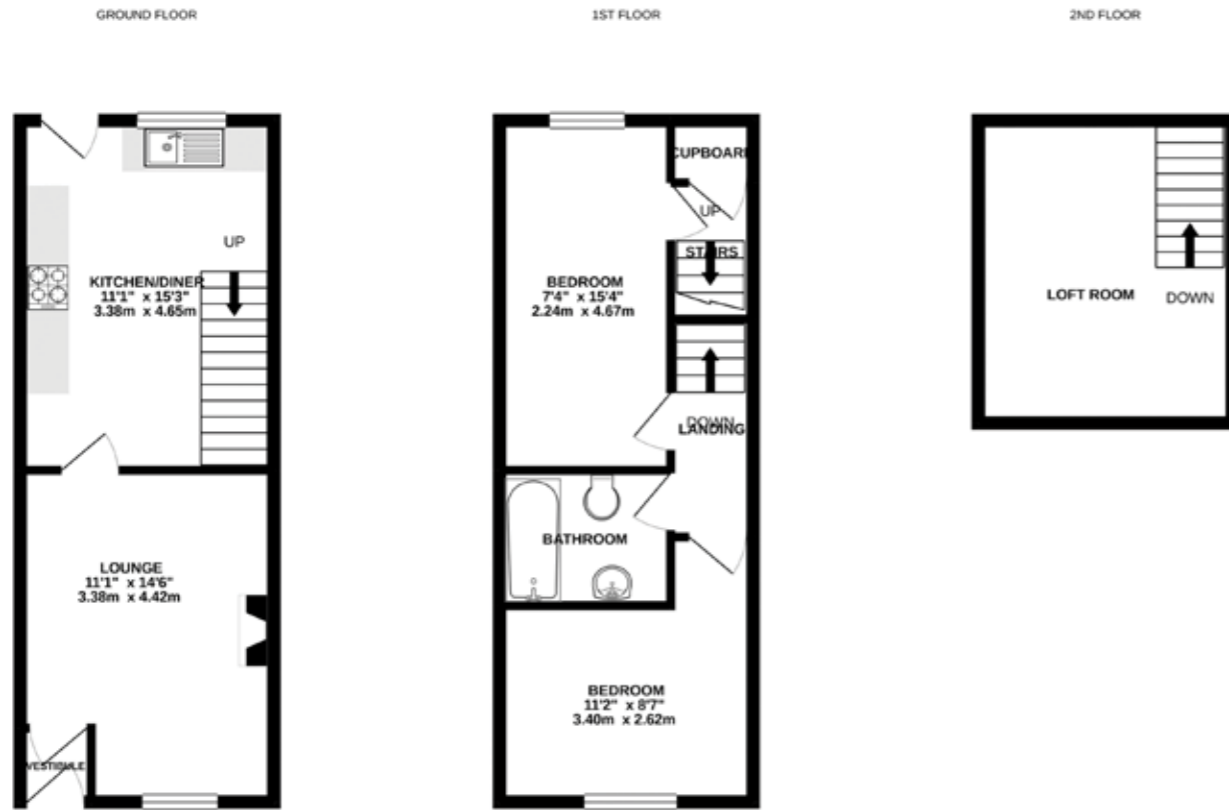 GROUND FLOOR
1ST FLOOR
2ND FLOOR
UP
KITCHEN/DINER
11'1" x 15'3"
3.38m x 4.65m
LOUNGE
11'1" x 14'6"
3.38m x 4.42m
VESTIBULE
CUPBOARD
UP
STAIRS
BEDROOM
7'4" x 15'4"
2.24m x 4.67m
DOWN
LANDING
BATHROOM
BEDROOM
11'2" x 8'7"
3.40m x 2.62m
LOFT ROOM
DOWN